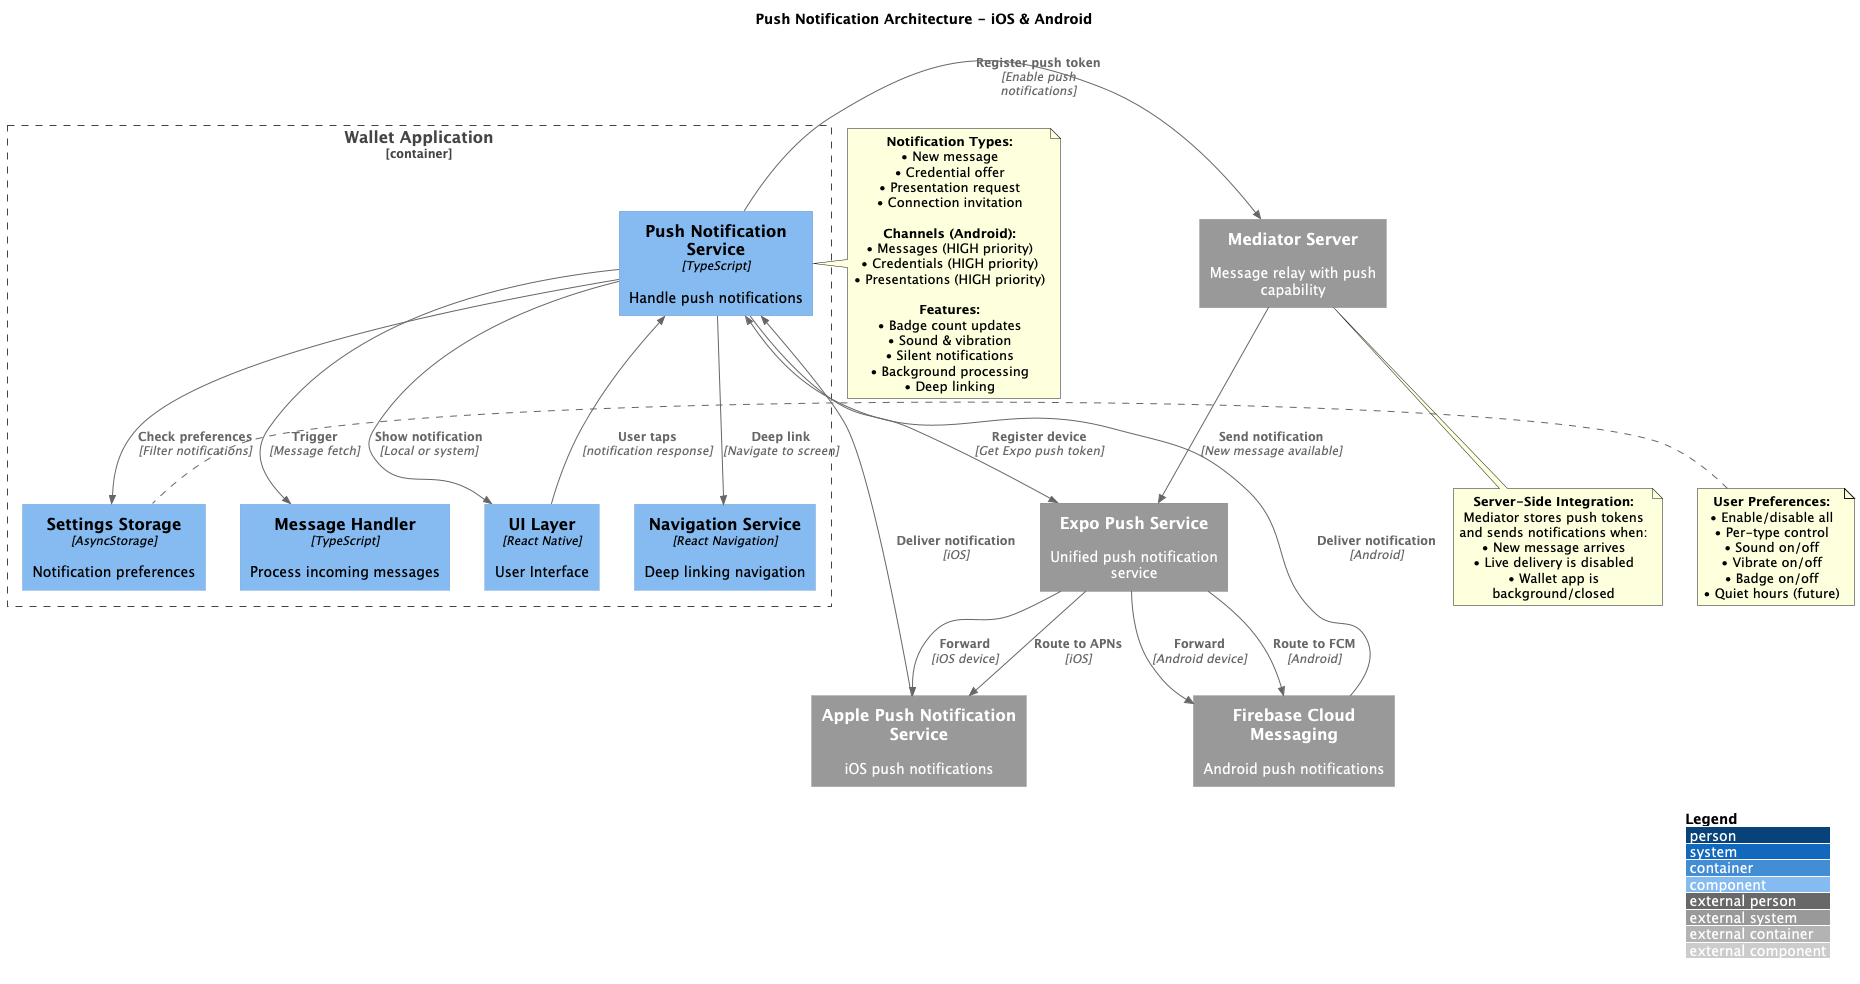 Push Notification Architecture - iOS & Android
Register push token
[Enable push
notifications]
Wallet Application
[container]
Push Notification
Service
[TypeScript]
Handle push notifications
Notification Types:
• New message
• Credential offer
• Presentation request
• Connection invitation
Channels (Android):
• Messages (HIGH priority)
• Credentials (HIGH priority)
• Presentations (HIGH priority)
Features:
• Badge count updates
• Sound & vibration
• Silent notifications
• Background processing
• Deep linking
Mediator Server
Message relay with push
capability
Check preferences
[Filter notifications]
Trigger
[Message fetch]
Show notification
[Local or system]
User taps
[notification response]
Deep link
[Navigate to screen]
Register device
[Get Expo push token]
Send notification
[New message available]
Settings Storage
[AsyncStorage]
Notification preferences
Message Handler
[TypeScript]
Process incoming messages
UI Layer
[React Native]
User Interface
Navigation Service
[React Navigation]
Deep linking navigation
Deliver notification
[iOS]
Expo Push Service
Unified push notification
service
Deliver notification
[Android]
Server-Side Integration:
Mediator stores push tokens
and sends notifications when:
• New message arrives
• Live delivery is disabled
• Wallet app is
background/closed
User Preferences:
• Enable/disable all
• Per-type control
• Sound on/off
• Vibrate on/off
• Badge on/off
• Quiet hours (future)
Forward
[iOS device]
Route to APNs
[iOS]
Forward
[Android device]
Route to FCM
[Android]
Apple Push Notification
Service
iOS push notifications
Firebase Cloud
Messaging
Android push notifications
Legend
person
system
container
component
external person
external system
external container
external component